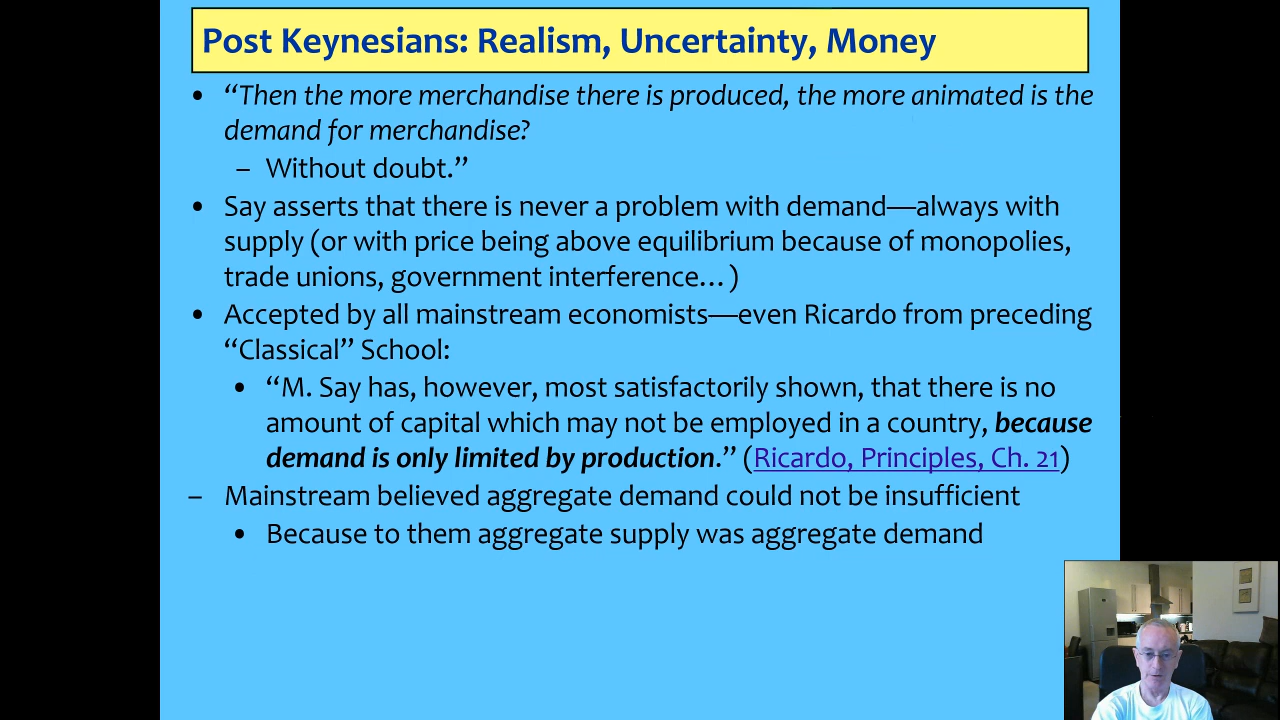 Post Keynesians: Realism, Uncertainty, Money
• “Then the more merchandise there is produced, the more animated is the
demand for merchandise?
– Without doubt.”
• Say asserts that there is never a problem with demand—always with
supply (or with price being above equilibrium because of monopolies,
trade unions, government interference…)
• Accepted by all mainstream economists—even Ricardo from preceding
“Classical” School:
• “M. Say has, however, most satisfactorily shown, that there is no
amount of capital which may not be employed in a country, because
demand is only limited by production.” (Ricardo, Principles, Ch. 21)
– Mainstream believed aggregate demand could not be insufficient
• Because to them aggregate supply was aggregate demand